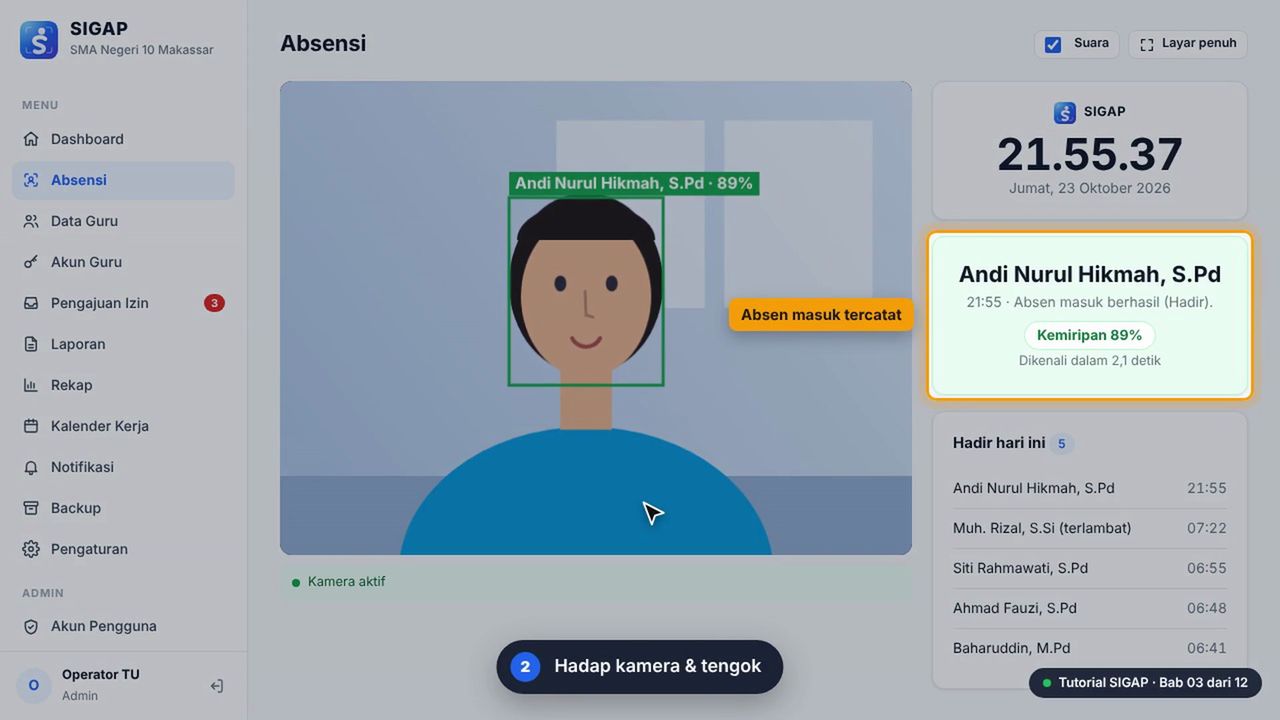 SIGAP
SMA Negeri 10 Makassar
MENU
Dashboard
Absensi
Data Guru
Akun Guru
Pengajuan Izin 3
Laporan
Rekap
Kalender Kerja
Notifikasi
Backup
Pengaturan
ADMIN
Akun Pengguna
O
Operator TU
Admin
Absensi
Suara
Layar penuh
Andi Nurul Hikmah, S.Pd · 89%
Absen masuk tercatat
Kamera aktif
2 Hadap kamera & tengok
SIGAP
21.55.37
Jumat, 23 Oktober 2026
Andi Nurul Hikmah, S.Pd
21:55 · Absen masuk berhasil (Hadir).
Kemiripan 89%
Dikenali dalam 2,1 detik
Hadir hari ini 5
Andi Nurul Hikmah, S.Pd 21:55
Muh. Rizal, S.Si (terlambat) 07:22
Siti Rahmawati, S.Pd 06:55
Ahmad Fauzi, S.Pd 06:48
Baharuddin, M.Pd 06:41
Tutorial SIGAP · Bab 03 dari 12